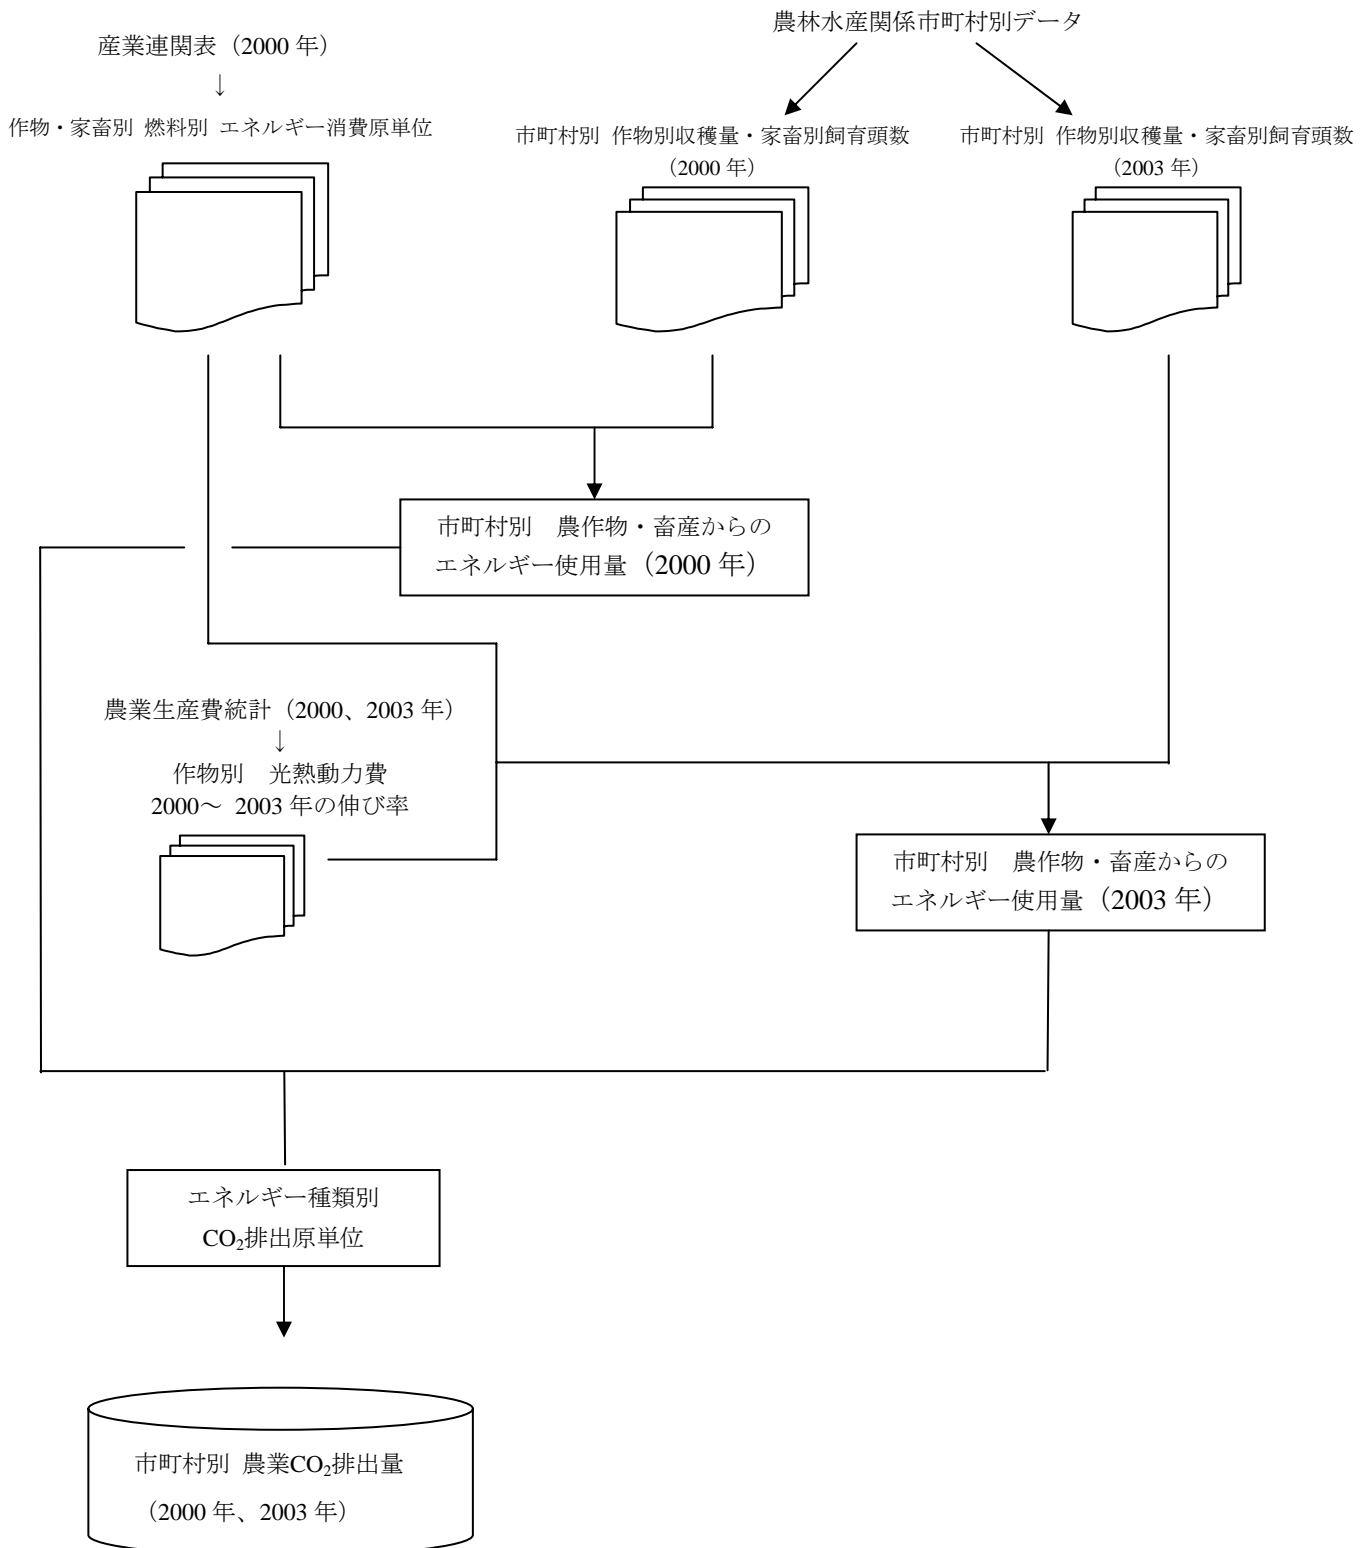 農林水産関係市町村別データ
産業連関表（2000 年）
↓
作物・家畜別 燃料別 エネルギー消費原単位
市町村別 作物別収穫量・家畜別飼育頭数
（2000 年）
市町村別 作物別収穫量・家畜別飼育頭数
（2003 年）
市町村別　農作物・畜産からの
エネルギー使用量（2000 年）
農業生産費統計（2000、2003 年）
↓
作物別　光熱動力費
2000～ 2003 年の伸び率
市町村別　農作物・畜産からの
エネルギー使用量（2003 年）
エネルギー種類別
CO₂排出原単位
市町村別 農業CO₂排出量
（2000 年、2003 年）